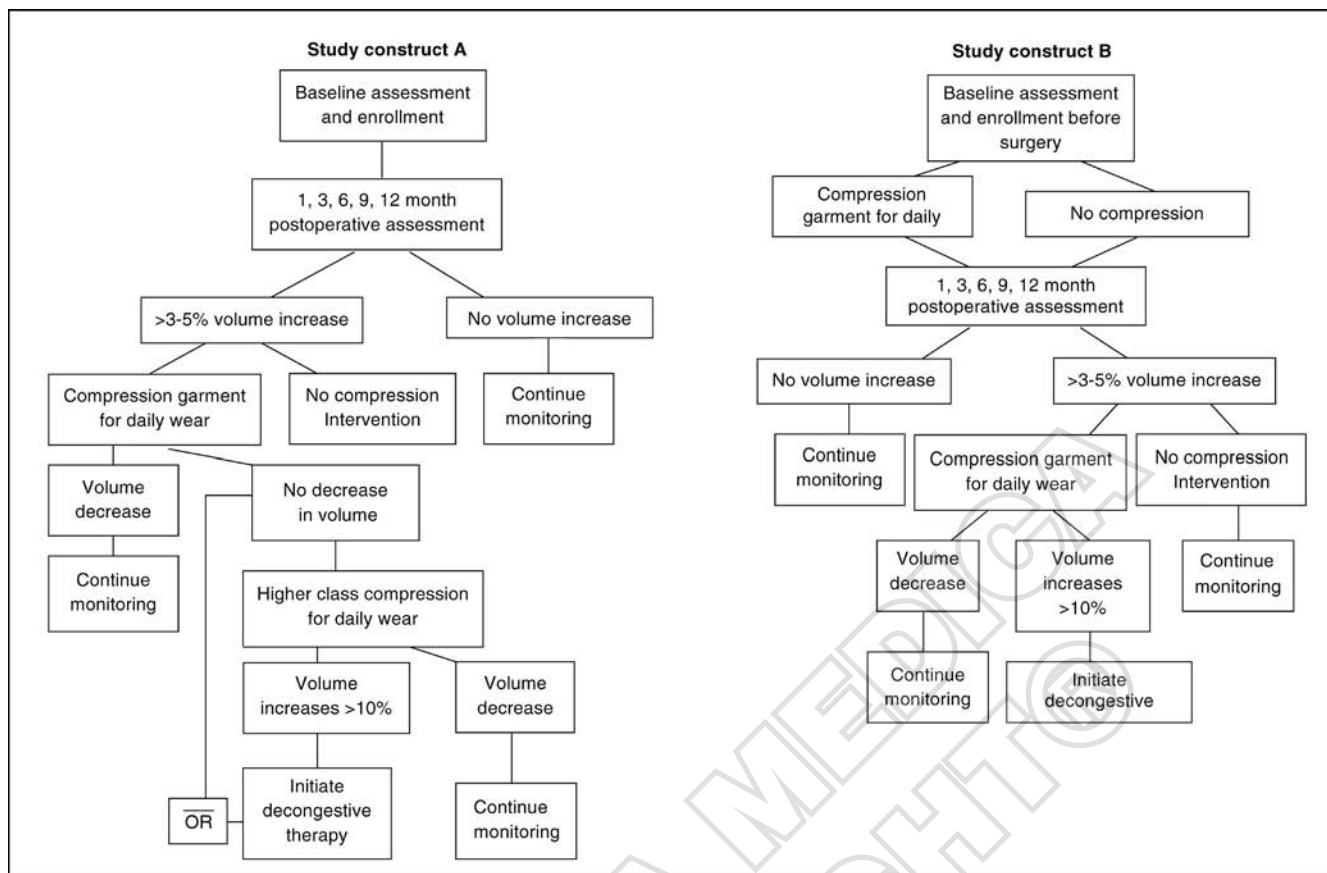 Study construct A
Baseline assessment
and enrollment
1, 3, 6, 9, 12 month
postoperative assessment
>3-5% volume increase
No volume increase
Compression garment
for daily wear
No compression
Intervention
Continue
monitoring
Volume
decrease
No decrease
in volume
Continue
monitoring
Higher class compression
for daily wear
Volume
increases >10%
Volume
decrease
OR
Initiate
decongestive
therapy
Continue
monitoring
Study construct B
Baseline assessment
and enrollment before
surgery
Compression
garment for daily
No compression
1, 3, 6, 9, 12 month
postoperative assessment
No volume increase
>3-5% volume increase
Continue
monitoring
Compression garment
for daily wear
No compression
Intervention
Volume
decrease
Volume
increases
>10%
Continue
monitoring
Continue
monitoring
Initiate
decongestive
MEDICA
HT®